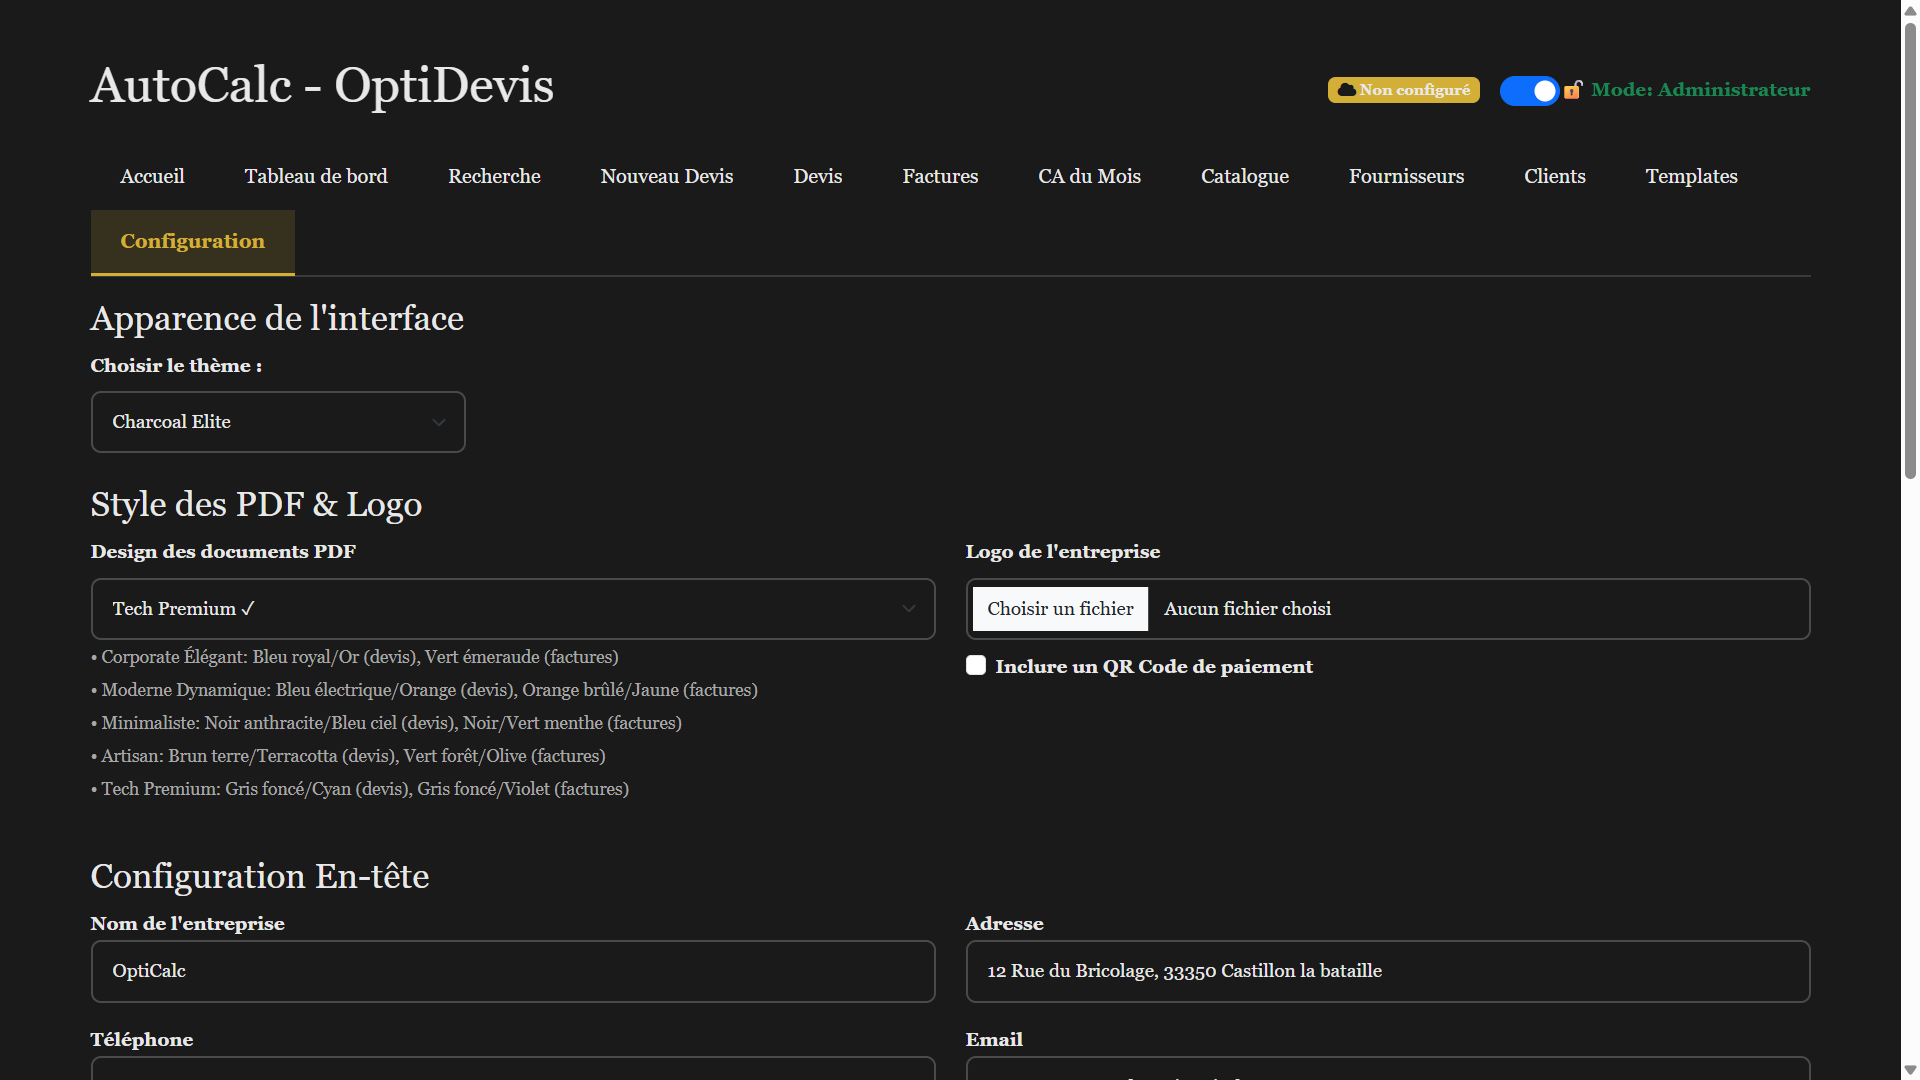 AutoCalc - OptiDevis
Non configuré
Mode: Administrateur
Accueil Tableau de bord Recherche Nouveau Devis Devis Factures CA du Mois Catalogue Fournisseurs Clients Templates
Configuration
Apparence de l'interface
Choisir le thème :
Charcoal Elite
Style des PDF & Logo
Design des documents PDF
Tech Premium ✓
• Corporate Élégant: Bleu royal/Or (devis), Vert émeraude (factures)
• Moderne Dynamique: Bleu électrique/Orange (devis), Orange brûlé/Jaune (factures)
• Minimaliste: Noir anthracite/Bleu ciel (devis), Noir/Vert menthe (factures)
• Artisan: Brun terre/Terracotta (devis), Vert forêt/Olive (factures)
• Tech Premium: Gris foncé/Cyan (devis), Gris foncé/Violet (factures)
Logo de l'entreprise
Choisir un fichier Aucun fichier choisi
Inclure un QR Code de paiement
Configuration En-tête
Nom de l'entreprise
OptiCalc
Adresse
12 Rue du Bricolage, 33350 Castillon la bataille
Téléphone
Email